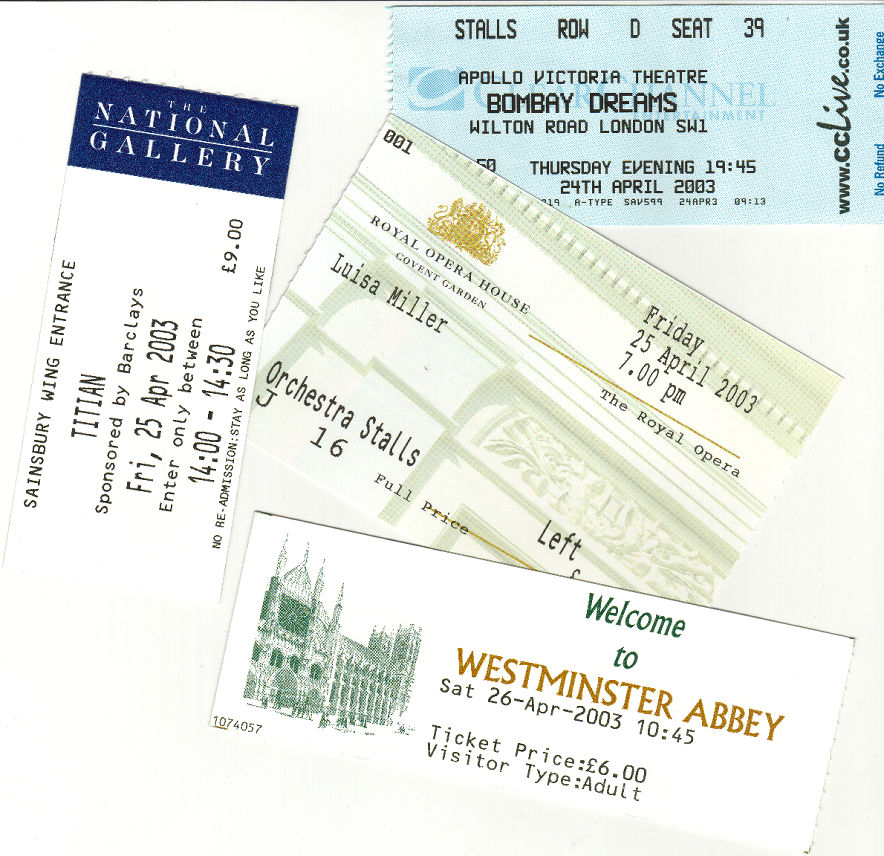 STALLS ROW D SEAT 39
APOLLO VICTORIA THEATRE
BOMBAY DREAMS
WILTON ROAD LONDON SW1
THURSDAY EVENING 19:45
24TH APRIL 2003
A-TYPE SAV599 24APR3 09:13
www.cclive.co.uk
No Refund No Exchange
THE
NATIONAL
GALLERY
SAINSBURY WING ENTRANCE
TITIAN
Sponsored by Barclays
Fri, 25 Apr 2003
Enter only between
14:00 - 14:30 £9.00
NO RE-ADMISSION:STAY AS LONG AS YOU LIKE
001
ROYAL OPERA HOUSE
COVENT GARDEN
Luisa Miller
Friday
25 April 2003
7.00 pm
The Royal Opera
Orchestra Stalls
J 16
Full Price
Left
Welcome
to
WESTMINSTER ABBEY
Sat 26-Apr-2003 10:45
Ticket Price:£6.00
Visitor Type:Adult
1074057